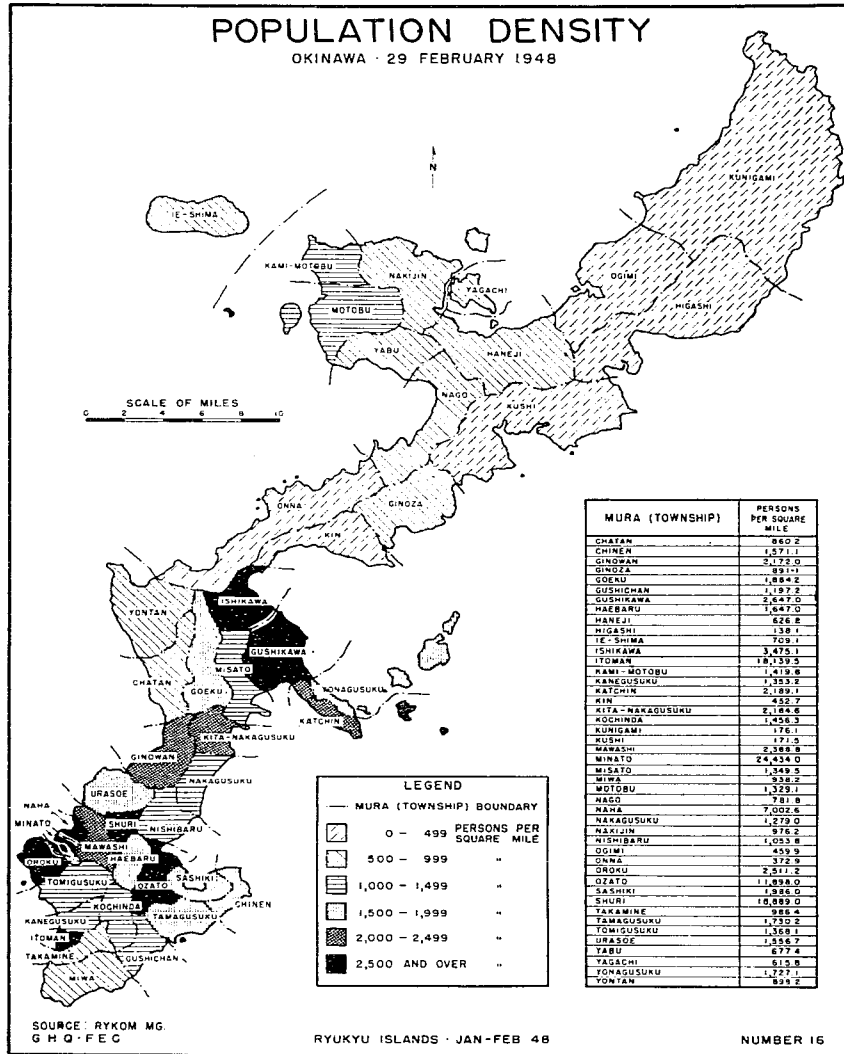 POPULATION DENSITY
OKINAWA · 29 FEBRUARY 1948
N
KUNIGAMI
IE-SHIMA
KAMI-MOTOBU
NAKIJIN
YAGACHI
OGIMI
HIGASHI
MOTOBU
YABU
HANEJI
SCALE OF MILES
0 2 4 6 8 10
NAGO
KUSHI
ONNA
GINOZA
KIN
ISHIKAWA
YONTAN
GUSHIKAWA
MISATO
CHATAN
GOEKU
YONAGUSUKU
KATCHIN
KITA-NAKAGUSUKU
GINOWAN
NAKAGUSUKU
URASOE
NAHA
MINATO
SHURI
NISHIBARU
MAWASHI
OROKU
HAEBARU
SASHIKI
OZATO
TOMIGUSUKU
CHINEN
KOCHINDA
TAMAGUSUKU
KANEGUSUKU
ITOMAN
TAKAMINE
GUSHICHAN
MIWA
LEGEND
MURA (TOWNSHIP) BOUNDARY
0 - 499 PERSONS PER SQUARE MILE
500 - 999 "
1,000 - 1,499 "
1,500 - 1,999 "
2,000 - 2,499 "
2,500 AND OVER "
MURA (TOWNSHIP) PERSONS PER SQUARE MILE
CHATAN 860.2
CHINEN 1,571.1
GINOWAN 2,172.0
GINOZA 891.1
GOEKU 1,884.2
GUSHICHAN 1,197.2
GUSHIKAWA 2,647.0
HAEBARU 1,647.0
HANEJI 626.2
HIGASHI 138.1
IE-SHIMA 709.1
ISHIKAWA 3,475.1
ITOMAN 18,139.5
KAMI-MOTOBU 1,419.6
KANEGUSUKU 1,353.2
KATCHIN 2,189.1
KIN 452.7
KITA-NAKAGUSUKU 2,184.6
KOCHINDA 1,456.3
KUNIGAMI 176.1
KUSHI 171.5
MAWASHI 2,388.8
MINATO 24,434.0
MISATO 1,349.5
MIWA 938.2
MOTOBU 1,329.1
NAGO 781.8
NAHA 7,002.6
NAKAGUSUKU 1,279.0
NAKIJIN 976.2
NISHIBARU 1,053.8
OGIMI 459.9
ONNA 372.9
OROKU 2,511.2
OZATO 11,898.0
SASHIKI 1,986.0
SHURI 18,889.0
TAKAMINE 986.4
TAMAGUSUKU 1,730.2
TOMIGUSUKU 1,368.1
URASOE 1,556.7
YABU 677.4
YAGACHI 615.8
YONAGUSUKU 1,727.1
YONTAN 899.2
SOURCE: RYKOM MG.
GHQ-FEC
RYUKYU ISLANDS · JAN-FEB 48
NUMBER 16